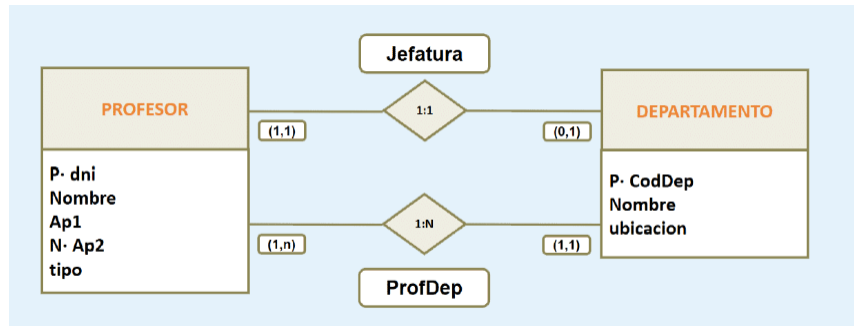 Jefatura
PROFESOR
1:1
DEPARTAMENTO
(1,1)
(0,1)
P· dni
Nombre
Ap1
N· Ap2
tipo
P· CodDep
Nombre
ubicacion
1:N
(1,n)
(1,1)
ProfDep